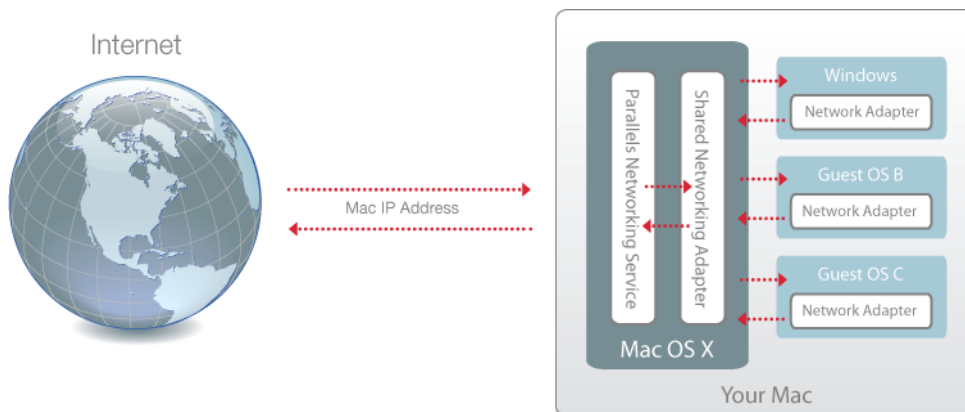 Internet
Mac IP Address
Parallels Networking Service
Shared Networking Adapter
Mac OS X
Windows
Network Adapter
Guest OS B
Network Adapter
Guest OS C
Network Adapter
Your Mac